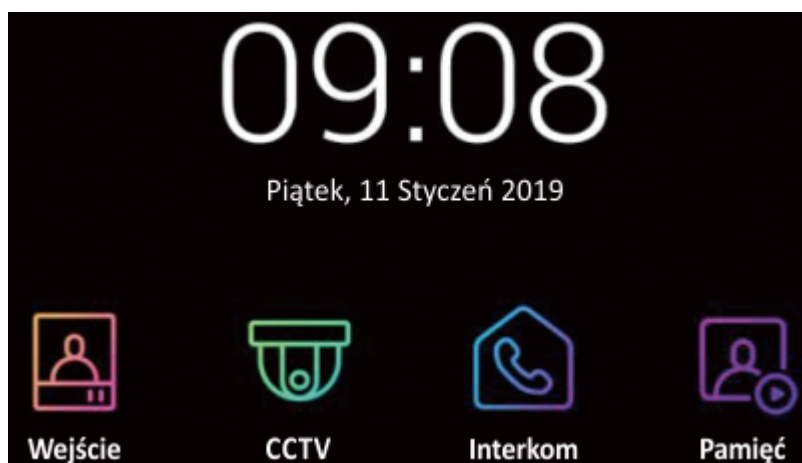 09:08
Piątek, 11 Styczeń 2019
Wejście CCTV Interkom Pamięć